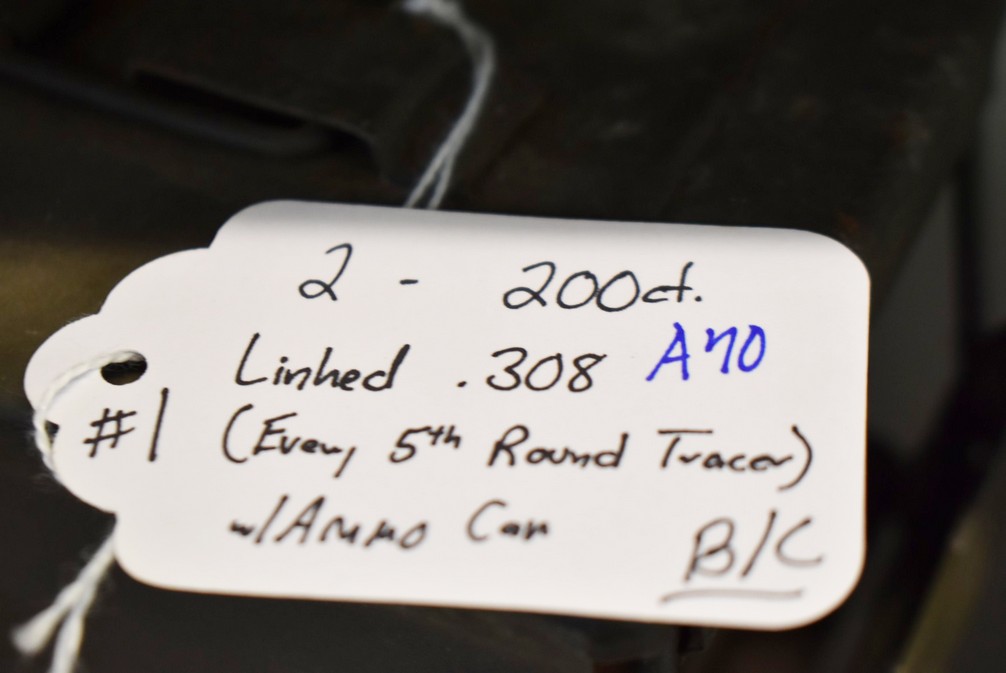 2 - 200ct.
Linked .308 A70
#1 (Every 5th Round Tracer)
w/Ammo Can
B/C